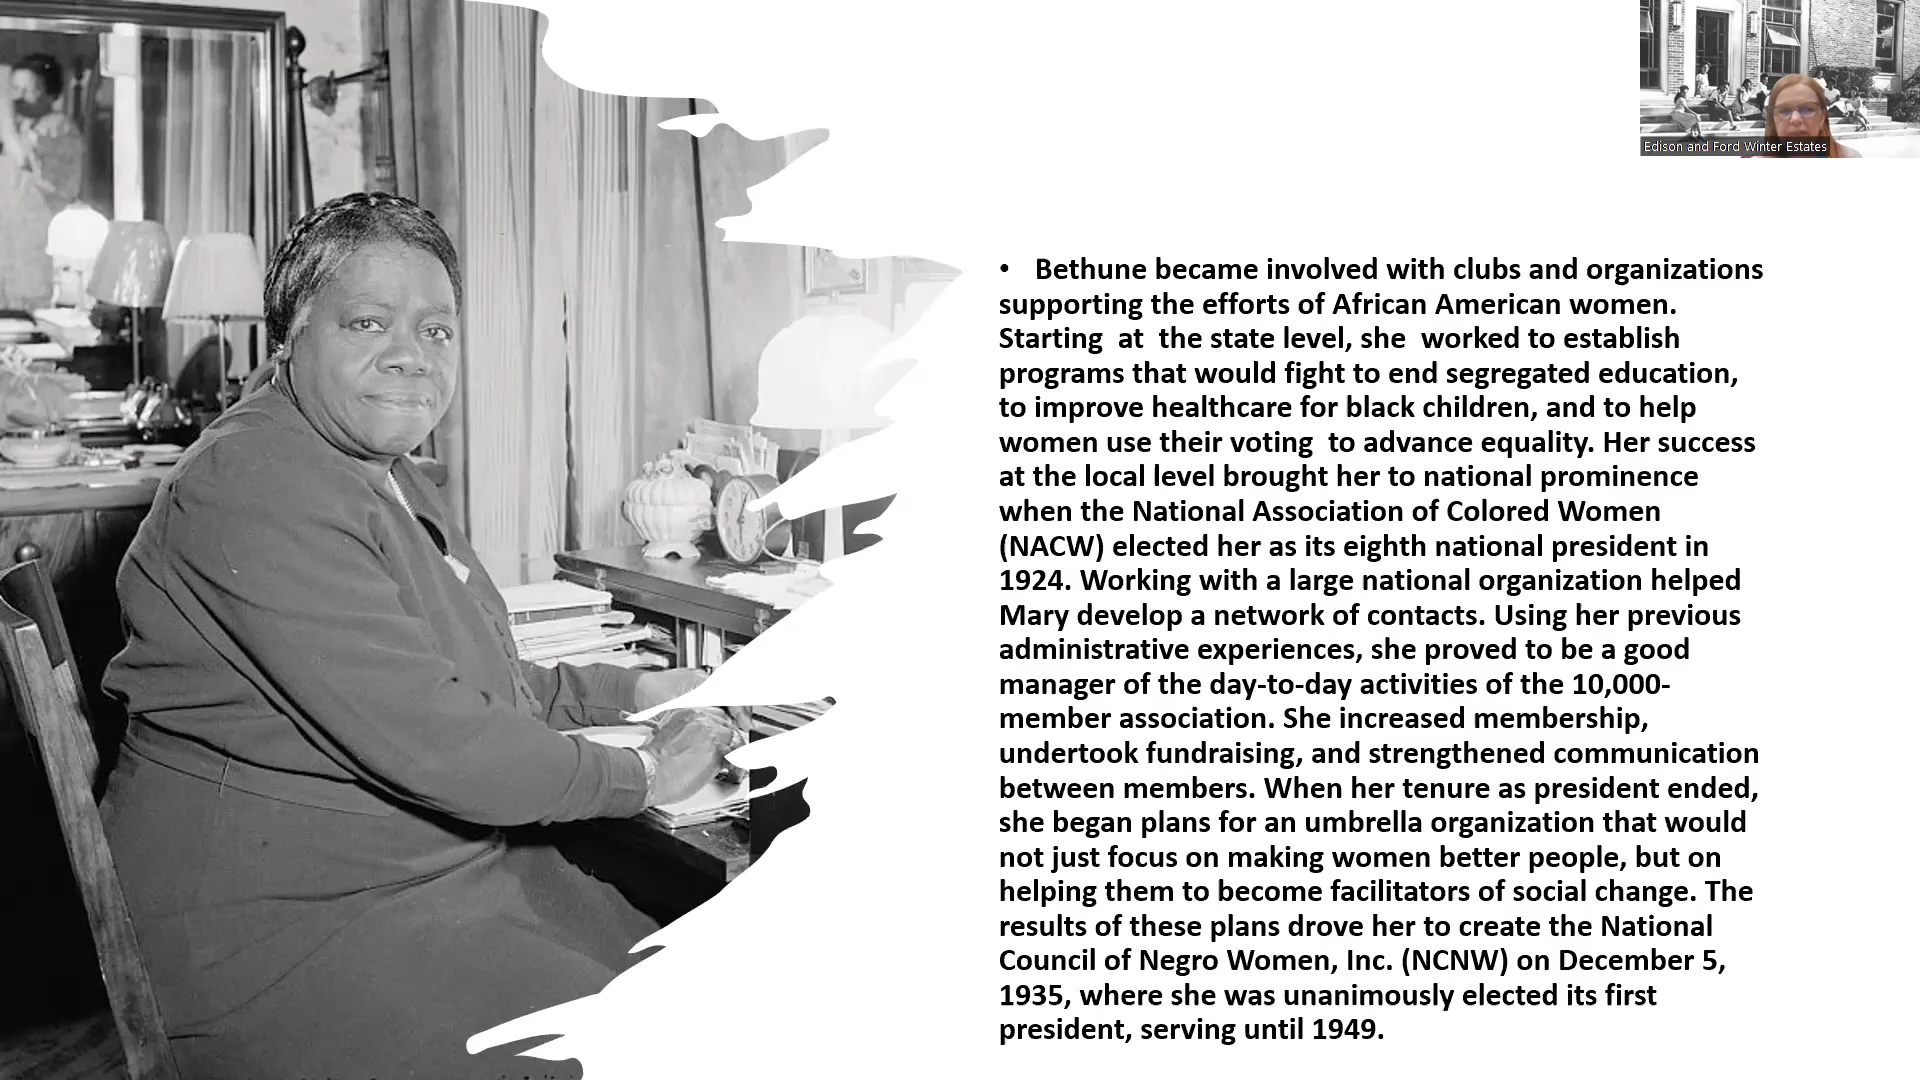 Edison and Ford Winter Estates
• Bethune became involved with clubs and organizations
supporting the efforts of African American women.
Starting  at  the state level, she  worked to establish
programs that would fight to end segregated education,
to improve healthcare for black children, and to help
women use their voting  to advance equality. Her success
at the local level brought her to national prominence
when the National Association of Colored Women
(NACW) elected her as its eighth national president in
1924. Working with a large national organization helped
Mary develop a network of contacts. Using her previous
administrative experiences, she proved to be a good
manager of the day-to-day activities of the 10,000-
member association. She increased membership,
undertook fundraising, and strengthened communication
between members. When her tenure as president ended,
she began plans for an umbrella organization that would
not just focus on making women better people, but on
helping them to become facilitators of social change. The
results of these plans drove her to create the National
Council of Negro Women, Inc. (NCNW) on December 5,
1935, where she was unanimously elected its first
president, serving until 1949.